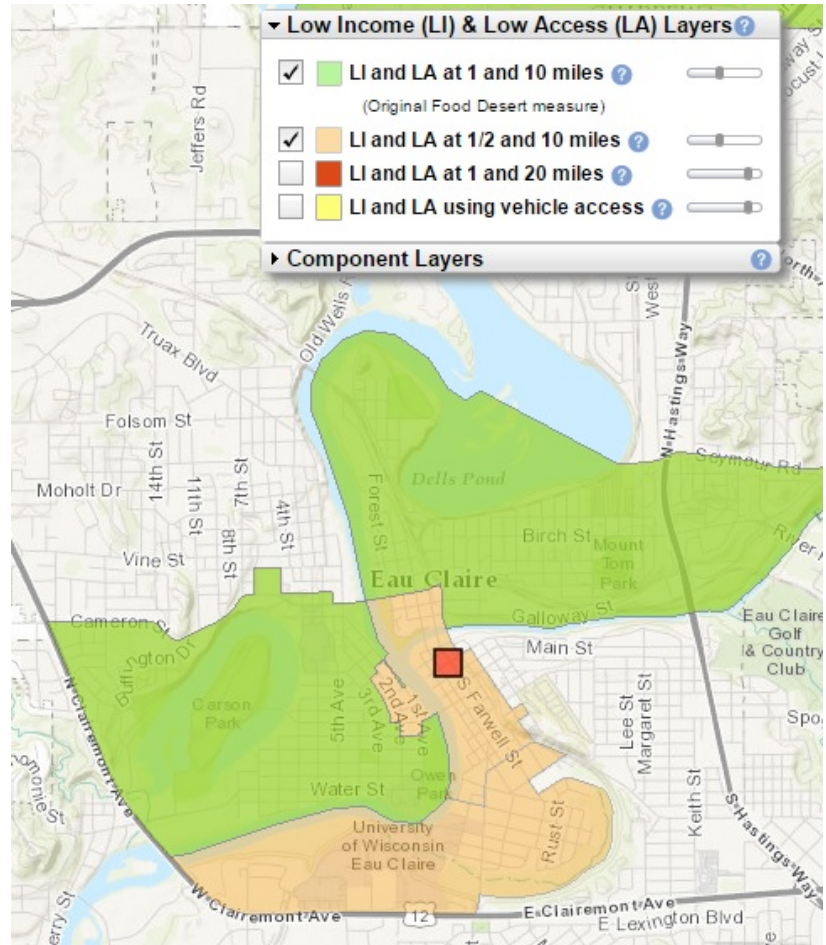 Low Income (LI) & Low Access (LA) Layers ?
LI and LA at 1 and 10 miles ?
(Original Food Desert measure)
LI and LA at 1/2 and 10 miles ?
LI and LA at 1 and 20 miles ?
LI and LA using vehicle access ?
Component Layers ?
Jeffers Rd
Old Wells
Truax Blvd
N Hastings Way
Folsom St
Seymour Rd
Moholt Dr
14th St
11th St
7th St
8th St
4th St
Forest St
Dells Pond
Birch St
Mount
Tom
Park
River
Vine St
Eau Claire
Cameron St
Galloway St
Main St
Eau Claire
Golf
& Country
Club
Buffington Dr
Carson
Park
5th Ave
3rd Ave
2nd Ave
1st Ave
S Farwell St
Lee St
Margaret St
N Clairemont Ave
Water St
Owen
Park
University
of Wisconsin
Eau Claire
Rust St
Keith St
S Hastings Way
W Clairemont Ave
12
E Clairemont Ave
E Lexington Blvd